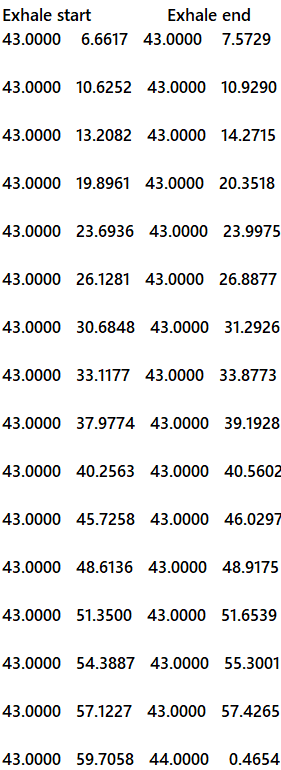 Exhale start Exhale end
43.0000 6.6617 43.0000 7.5729
43.0000 10.6252 43.0000 10.9290
43.0000 13.2082 43.0000 14.2715
43.0000 19.8961 43.0000 20.3518
43.0000 23.6936 43.0000 23.9975
43.0000 26.1281 43.0000 26.8877
43.0000 30.6848 43.0000 31.2926
43.0000 33.1177 43.0000 33.8773
43.0000 37.9774 43.0000 39.1928
43.0000 40.2563 43.0000 40.5602
43.0000 45.7258 43.0000 46.0297
43.0000 48.6136 43.0000 48.9175
43.0000 51.3500 43.0000 51.6539
43.0000 54.3887 43.0000 55.3001
43.0000 57.1227 43.0000 57.4265
43.0000 59.7058 44.0000 0.4654